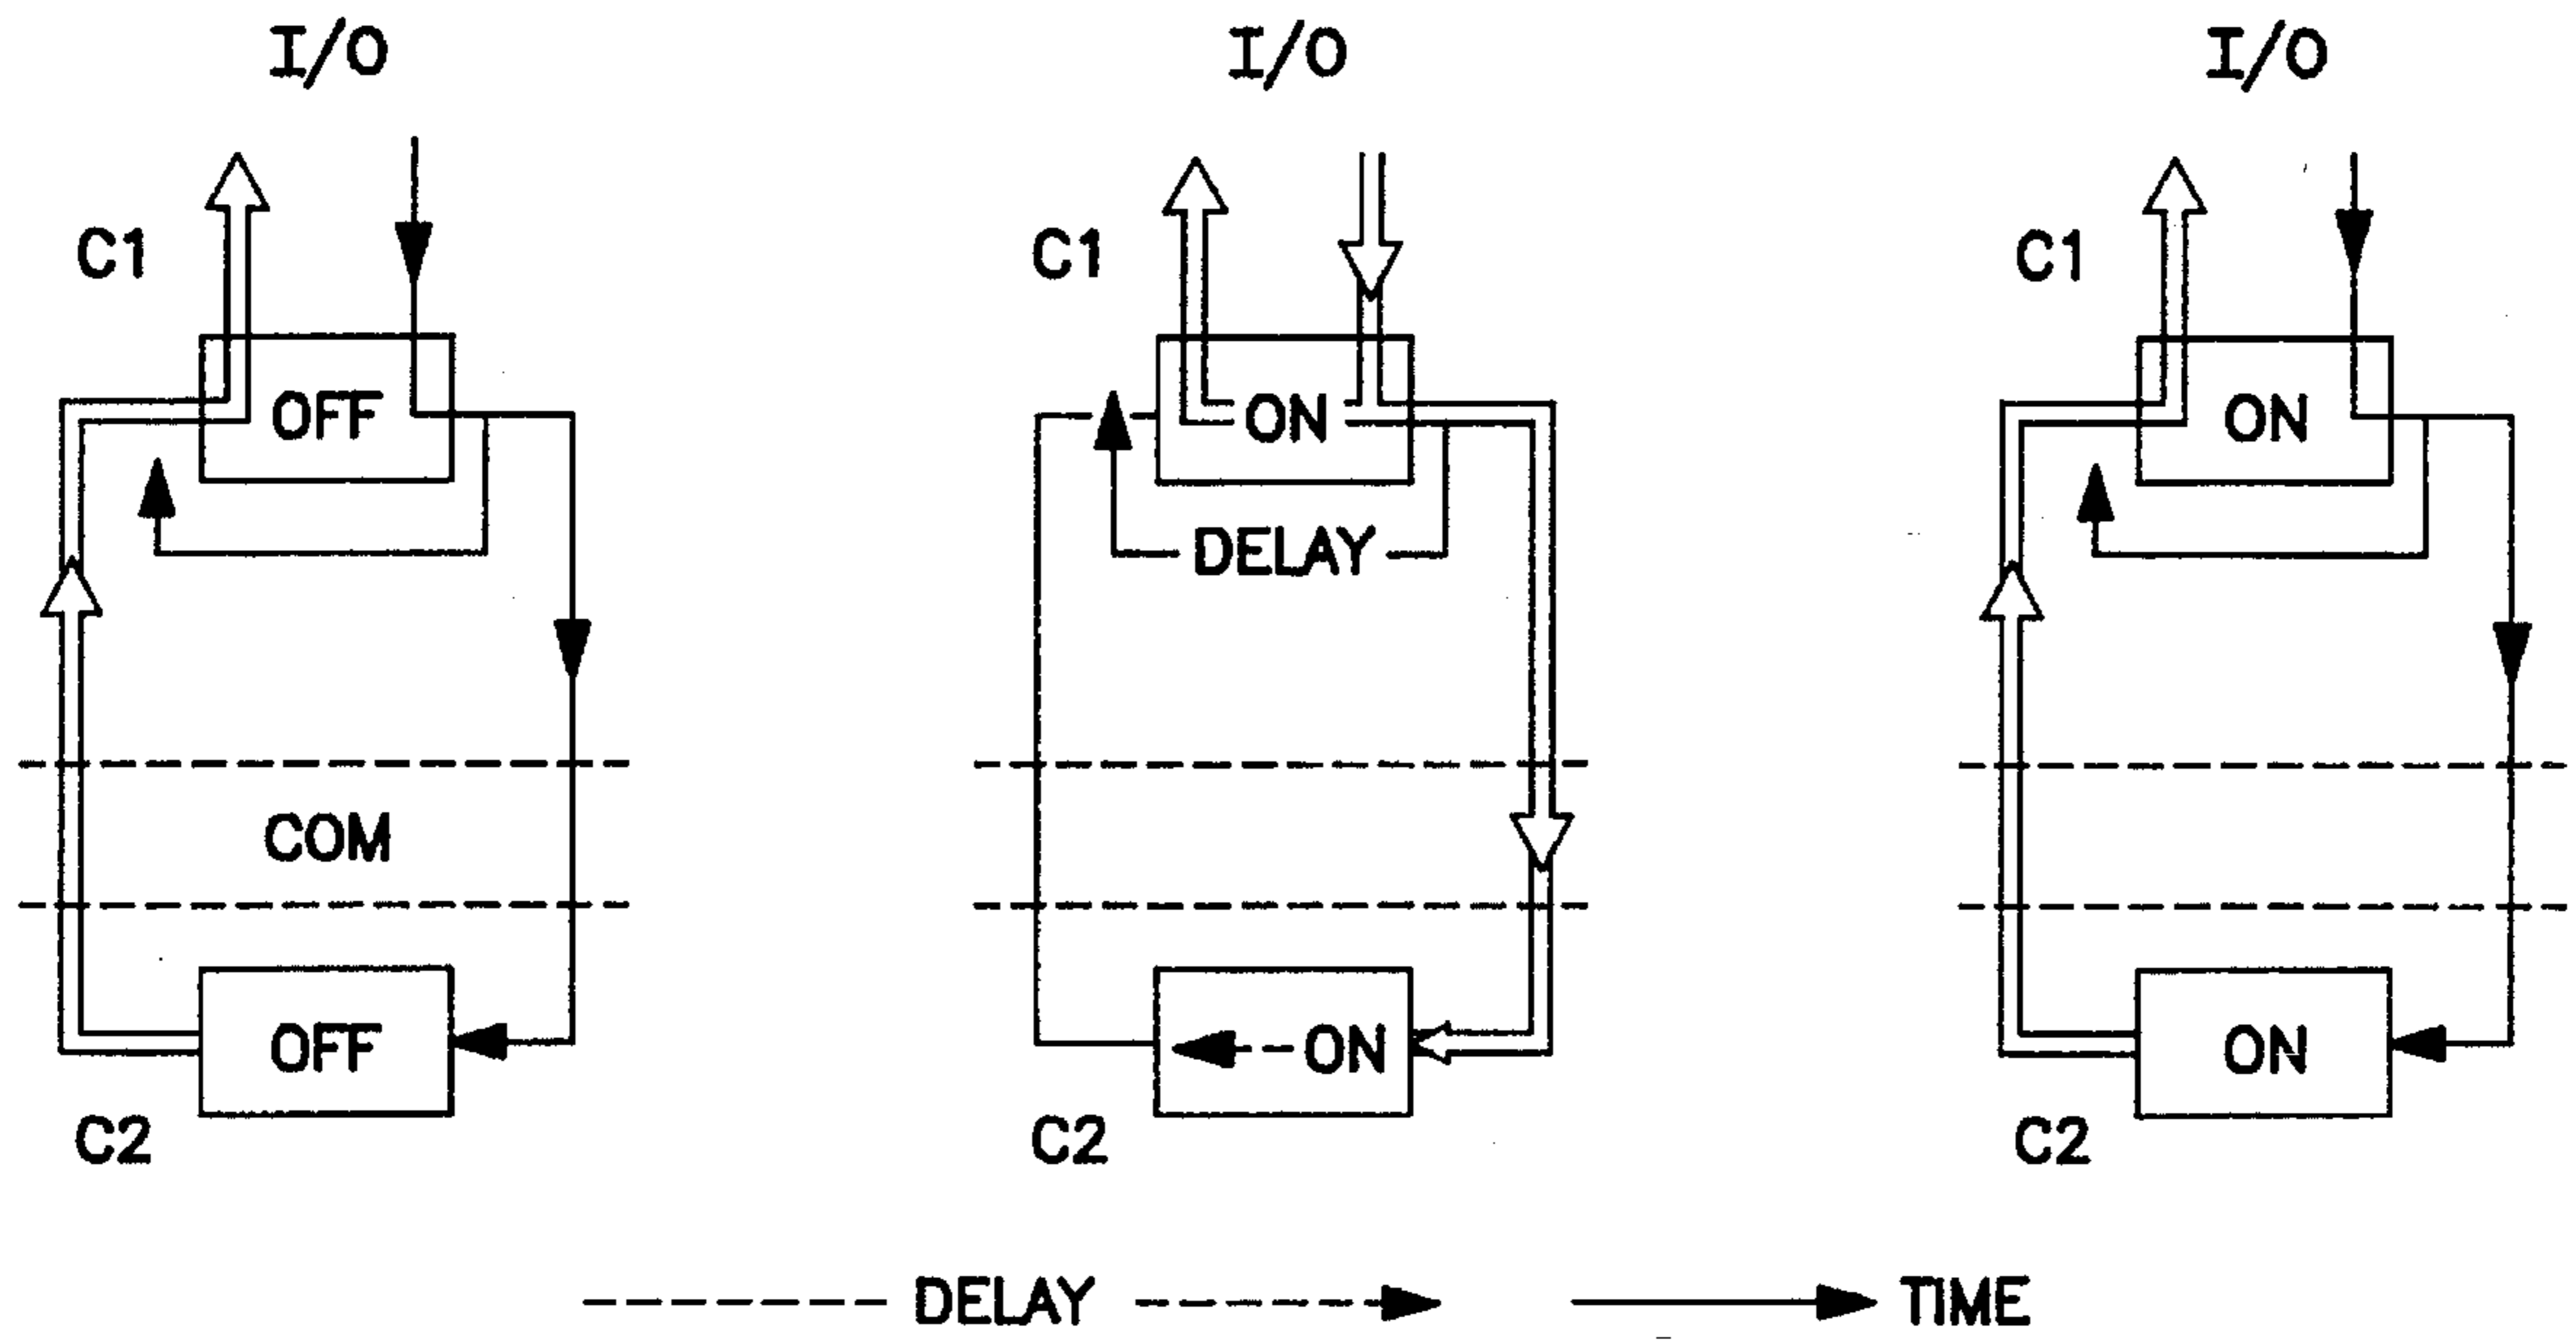 I/O I/O I/O
C1 C1 C1
OFF ON ON
DELAY
COM
OFF ON ON
C2 C2 C2
DELAY TIME